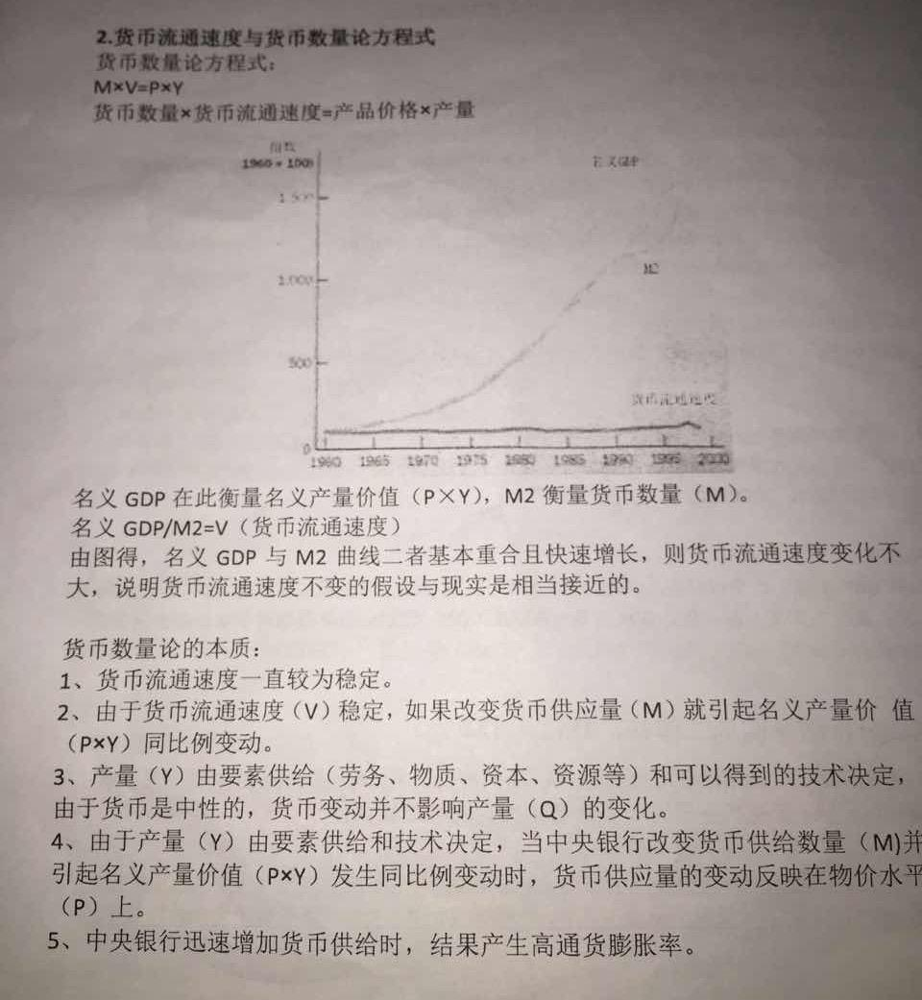 2.货币流通速度与货币数量论方程式
货币数量论方程式：
M×V=P×Y
货币数量×货币流通速度=产品价格×产量
指数
1960 = 100)
名义GDP
1 500
M2
1.000
500
货币流通速度
0
1960 1965 1970 1975 1980 1985 1990 1995 2000
名义 GDP 在此衡量名义产量价值（P×Y），M2 衡量货币数量（M）。
名义 GDP/M2=V（货币流通速度）
由图得，名义 GDP 与 M2 曲线二者基本重合且快速增长，则货币流通速度变化不
大，说明货币流通速度不变的假设与现实是相当接近的。
货币数量论的本质：
1、货币流通速度一直较为稳定。
2、由于货币流通速度（V）稳定，如果改变货币供应量（M）就引起名义产量价 值
（P×Y）同比例变动。
3、产量（Y）由要素供给（劳务、物质、资本、资源等）和可以得到的技术决定，
由于货币是中性的，货币变动并不影响产量（Q）的变化。
4、由于产量（Y）由要素供给和技术决定，当中央银行改变货币供给数量（M)并
引起名义产量价值（P×Y）发生同比例变动时，货币供应量的变动反映在物价水平
（P）上。
5、中央银行迅速增加货币供给时，结果产生高通货膨胀率。